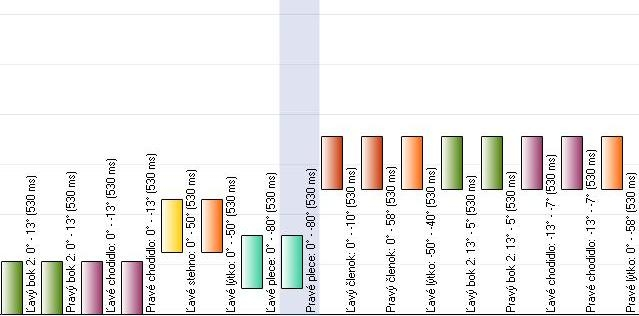 Ľavý bok 2: 0° - 13° (530 ms)
Pravý bok 2: 0° - 13° (530 ms)
Ľavé chodidlo: 0° - -13° (530 ms)
Pravé chodidlo: 0° - -13° (530 ms)
Ľavé stehno: 0° - 50° (530 ms)
Ľavé lýtko: 0° - -50° (530 ms)
Ľavé plece: 0° - -80° (530 ms)
Pravé plece: 0° - -80° (530 ms)
Ľavý členok: 0° - -10° (530 ms)
Pravý členok: 0° - 58° (530 ms)
Ľavé lýtko: -50° - -40° (530 ms)
Ľavý bok 2: 13° - 5° (530 ms)
Pravý bok 2: 13° - 5° (530 ms)
Ľavé chodidlo: -13° - -7° (530 ms)
Pravé chodidlo: -13° - -7° (530 ms)
Pravé lýtko: 0° - -58° (530 ms)